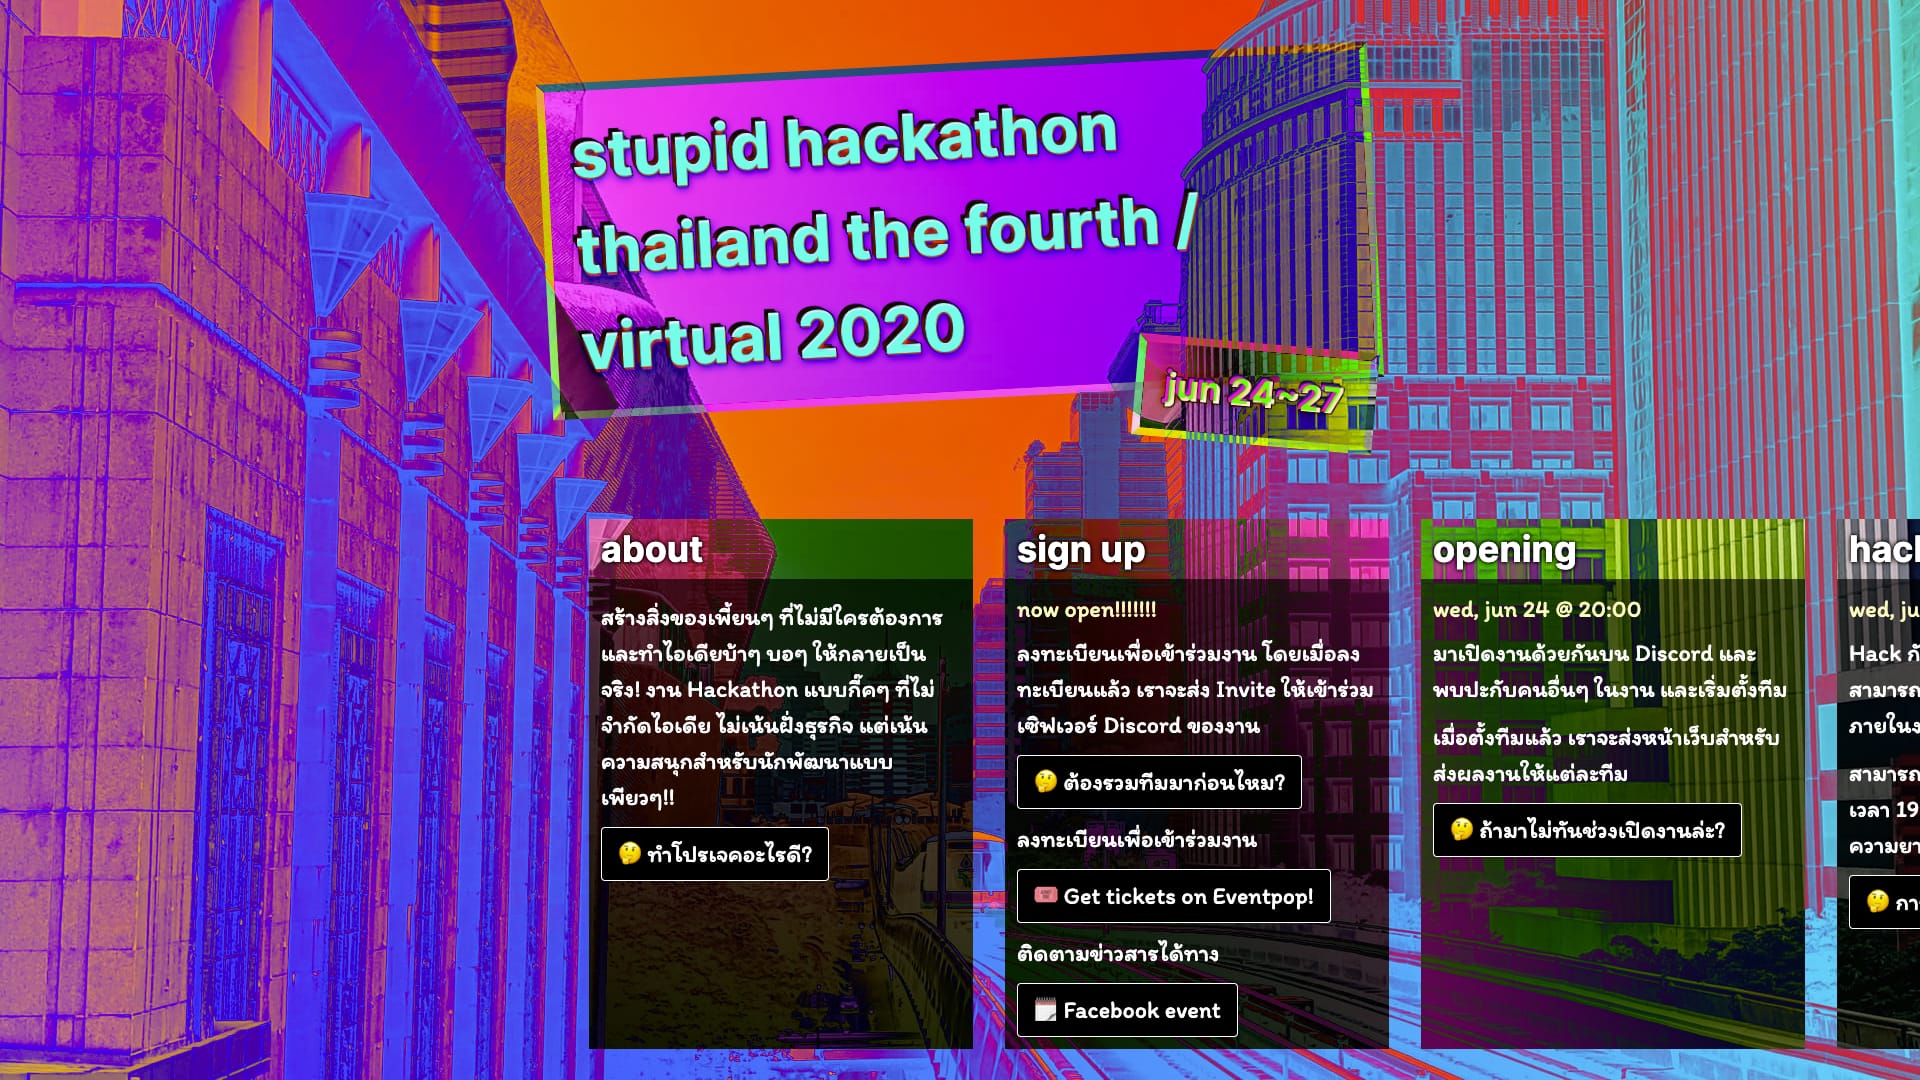 stupid hackathon
thailand the fourth /
virtual 2020
jun 24~27
about
สร้างสิ่งของเพี้ยนๆ ที่ไม่มีใครต้องการ
และทำไอเดียบ้าๆ บอๆ ให้กลายเป็น
จริง! งาน Hackathon แบบกี๊คๆ ที่ไม่
จำกัดไอเดีย ไม่เน้นฝั่งธุรกิจ แต่เน้น
ความสนุกสำหรับนักพัฒนาแบบ
เพียวๆ!!
🤔 ทำโปรเจคอะไรดี?
sign up
now open!!!!!!!
ลงทะเบียนเพื่อเข้าร่วมงาน โดยเมื่อลง
ทะเบียนแล้ว เราจะส่ง Invite ให้เข้าร่วม
เซิฟเวอร์ Discord ของงาน
🤔 ต้องรวมทีมมาก่อนไหม?
ลงทะเบียนเพื่อเข้าร่วมงาน
Get tickets on Eventpop!
ติดตามข่าวสารได้ทาง
Facebook event
opening
wed, jun 24 @ 20:00
มาเปิดงานด้วยกันบน Discord และ
พบปะกับคนอื่นๆ ในงาน และเริ่มตั้งทีม
เมื่อตั้งทีมแล้ว เราจะส่งหน้าเว็บสำหรับ
ส่งผลงานให้แต่ละทีม
🤔 ถ้ามาไม่ทันช่วงเปิดงานล่ะ?
hac
wed, ju
Hack
สามารถ
ภายในง
สามารถ
เวลา 19
ความยา
🤔 กา